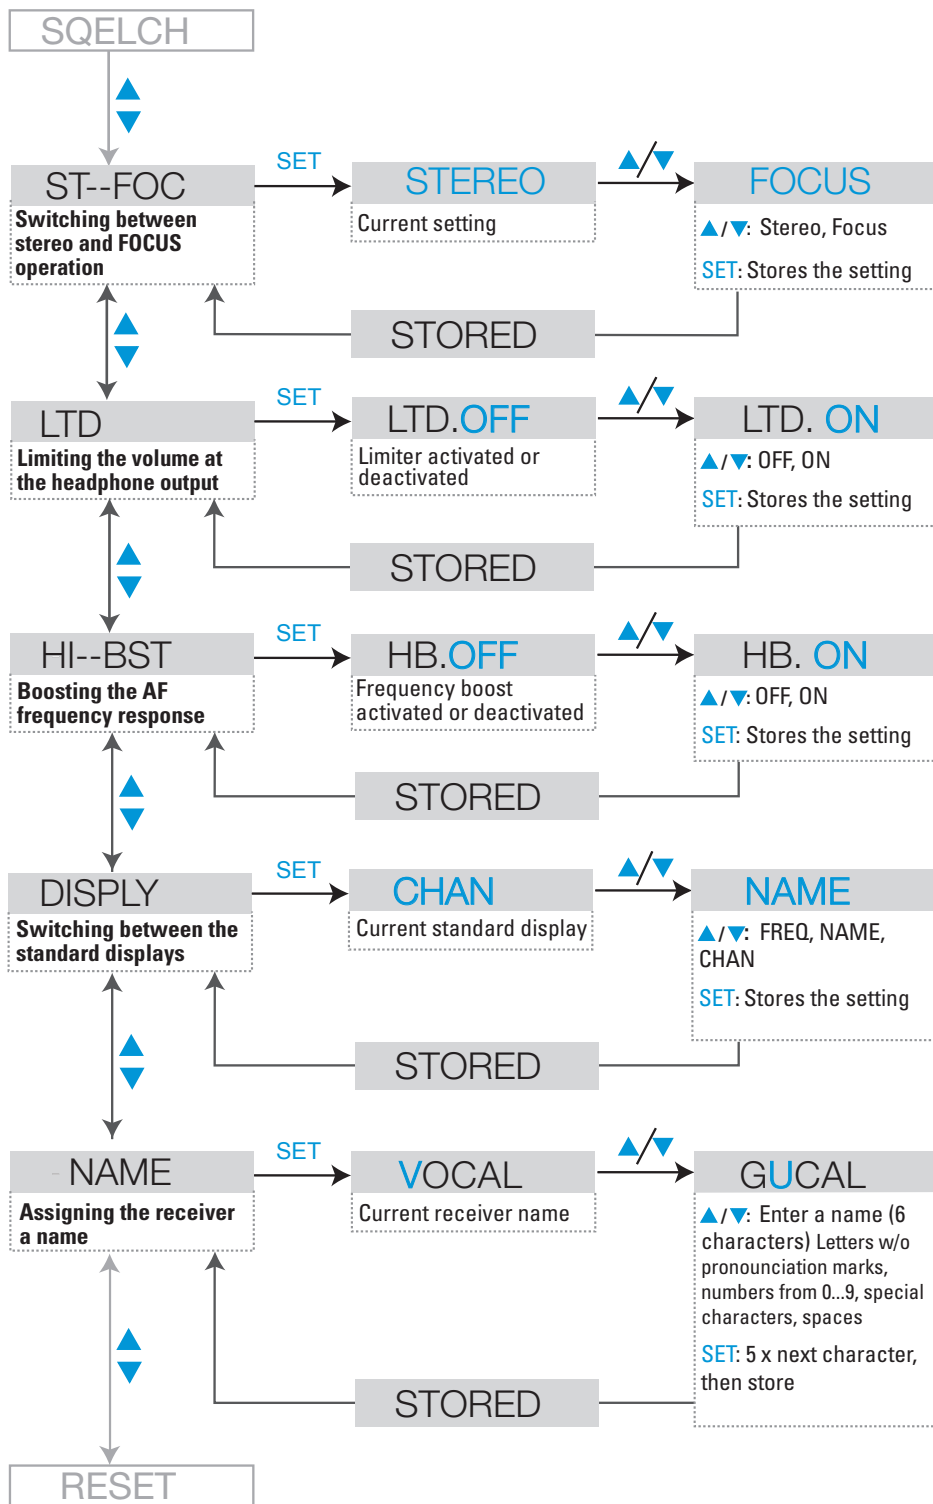 SQELCH
ST--FOC
Switching between
stereo and FOCUS
operation
SET
STEREO
Current setting
/
FOCUS
▲/▼: Stereo, Focus
SET: Stores the setting
STORED
LTD
Limiting the volume at
the headphone output
SET
LTD.OFF
Limiter activated or
deactivated
/
LTD. ON
▲/▼: OFF, ON
SET: Stores the setting
STORED
HI--BST
Boosting the AF
frequency response
SET
HB.OFF
Frequency boost
activated or deactivated
/
HB. ON
▲/▼: OFF, ON
SET: Stores the setting
STORED
DISPLY
Switching between the
standard displays
SET
CHAN
Current standard display
/
NAME
▲/▼: FREQ, NAME,
CHAN
SET: Stores the setting
STORED
- NAME
Assigning the receiver
a name
SET
VOCAL
Current receiver name
/
GUCAL
▲/▼: Enter a name (6
characters) Letters w/o
pronounciation marks,
numbers from 0...9, special
characters, spaces
SET: 5 x next character,
then store
STORED
RESET